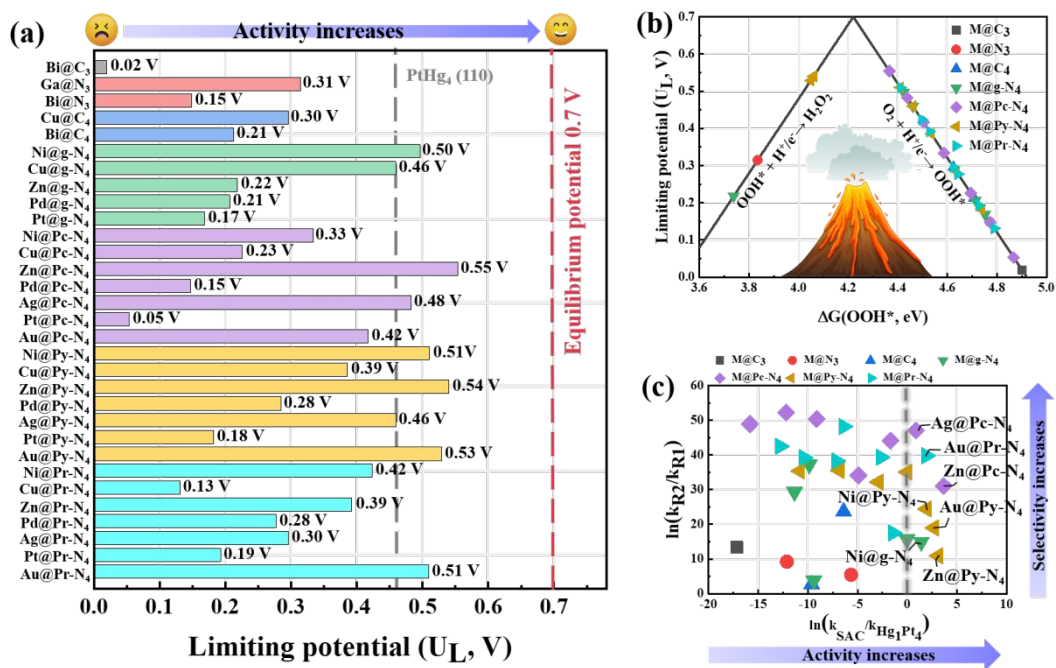 (a)
Activity increases
Bi@C₃ 0.02 V
Ga@N₃ 0.31 V
Bi@N₃ 0.15 V
Cu@C₄ 0.30 V
Bi@C₄ 0.21 V
Ni@g-N₄ 0.50 V
Cu@g-N₄ 0.46 V
Zn@g-N₄ 0.22 V
Pd@g-N₄ 0.21 V
Pt@g-N₄ 0.17 V
Ni@Pc-N₄ 0.33 V
Cu@Pc-N₄ 0.23 V
Zn@Pc-N₄ 0.55 V
Pd@Pc-N₄ 0.15 V
Ag@Pc-N₄ 0.48 V
Pt@Pc-N₄ 0.05 V
Au@Pc-N₄ 0.42 V
Ni@Py-N₄ 0.51V
Cu@Py-N₄ 0.39 V
Zn@Py-N₄ 0.54 V
Pd@Py-N₄ 0.28 V
Ag@Py-N₄ 0.46 V
Pt@Py-N₄ 0.18 V
Au@Py-N₄ 0.53 V
Ni@Pr-N₄ 0.42 V
Cu@Pr-N₄ 0.13 V
Zn@Pr-N₄ 0.39 V
Pd@Pr-N₄ 0.28 V
Ag@Pr-N₄ 0.30 V
Pt@Pr-N₄ 0.19 V
Au@Pr-N₄ 0.51 V
PtHg₄ (110)
Equilibrium potential 0.7 V
0.0 0.1 0.2 0.3 0.4 0.5 0.6 0.7
Limiting potential (U_L, V)
(b)
Limiting potential (U_L, V)
0.7
0.6
0.5
0.4
0.3
0.2
0.1
0.0
OOH* + H⁺/e⁻→ H₂O₂
O₂ + H⁺/e⁻→ OOH*
M@C₃
M@N₃
M@C₄
M@g-N₄
M@Pc-N₄
M@Py-N₄
M@Pr-N₄
3.6 3.8 4.0 4.2 4.4 4.6 4.8 5.0
ΔG(OOH*, eV)
(c)
M@C₃ M@N₃ M@C₄ M@g-N₄
M@Pc-N₄ M@Py-N₄ M@Pr-N₄
ln(k_R2/k_R1)
60
50
40
30
20
10
0
Ag@Pc-N₄
Au@Pr-N₄
Zn@Pc-N₄
Ni@Py-N₄
Au@Py-N₄
Ni@g-N₄
Zn@Py-N₄
-20 -15 -10 -5 0 5 10
ln(k_SAC/k_Hg₁Pt₄)
Activity increases
Selectivity increases